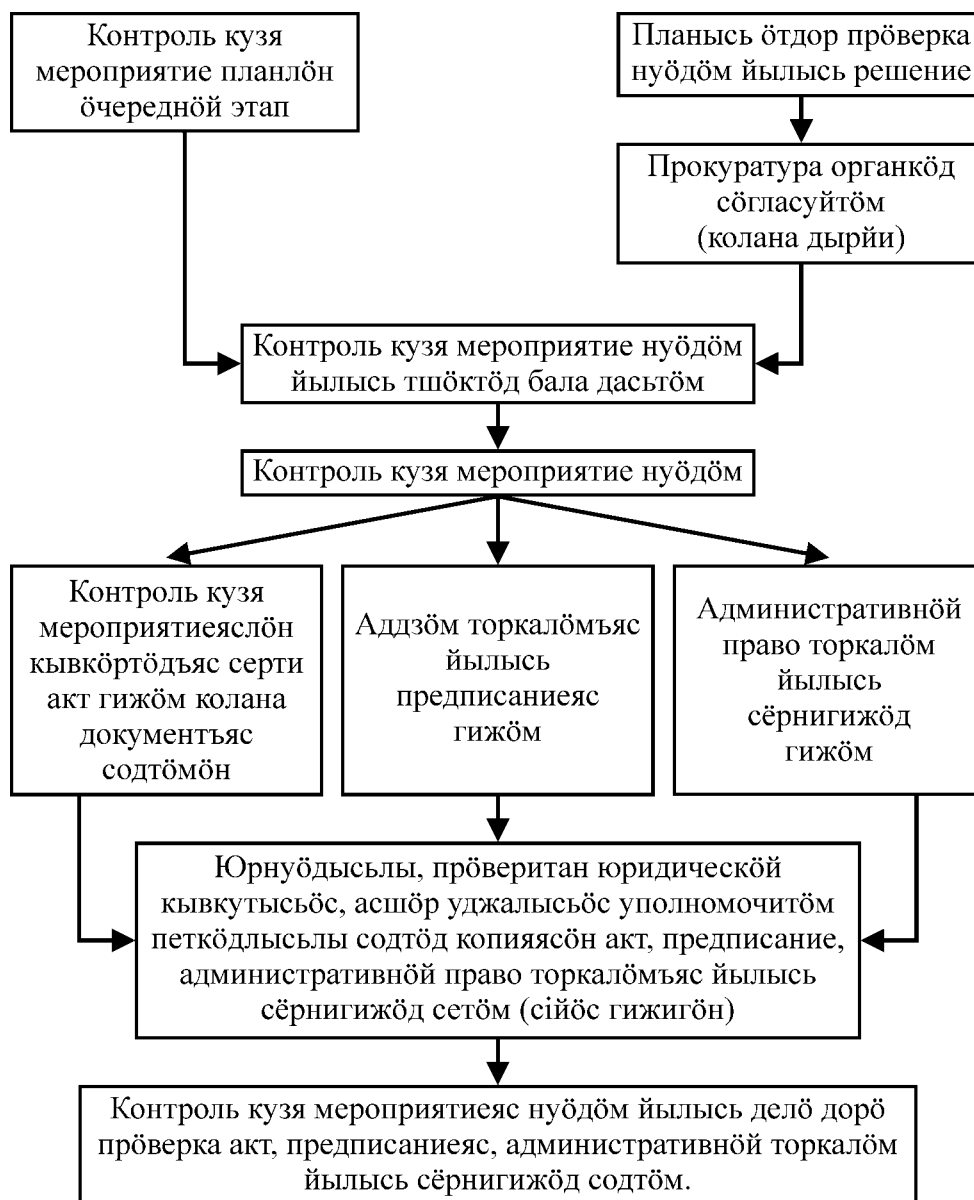 Контроль кузя
мероприятие планлӧн
ӧчереднӧй этап
Планысь ӧтдор прӧверка
нуӧдӧм йылысь решение
Прокуратура органкӧд
сӧгласуйтӧм
(колана дырйи)
Контроль кузя мероприятие нуӧдӧм
йылысь тшӧктӧд бала дасьтӧм
Контроль кузя мероприятие нуӧдӧм
Контроль кузя
мероприятиеяслӧн
кывкӧртӧдъяс серти
акт гижӧм колана
документъяс
содтӧмӧн
Аддзӧм торкалӧмъяс
йылысь
предписаниеяс
гижӧм
Административнӧй
право торкалӧм
йылысь
сёрнигижӧд
гижӧм
Юрнуӧдысьлы, прӧверитан юридическӧй
кывкутысьӧс, асшӧр уджалысьӧс уполномочитӧм
петкӧдлысьлы содтӧд копияясӧн акт, предписание,
административнӧй право торкалӧмъяс йылысь
сёрнигижӧд сетӧм (сійӧс гижигӧн)
Контроль кузя мероприятиеяс нуӧдӧм йылысь делӧ дорӧ
прӧверка акт, предписаниеяс, административнӧй торкалӧм
йылысь сёрнигижӧд содтӧм.